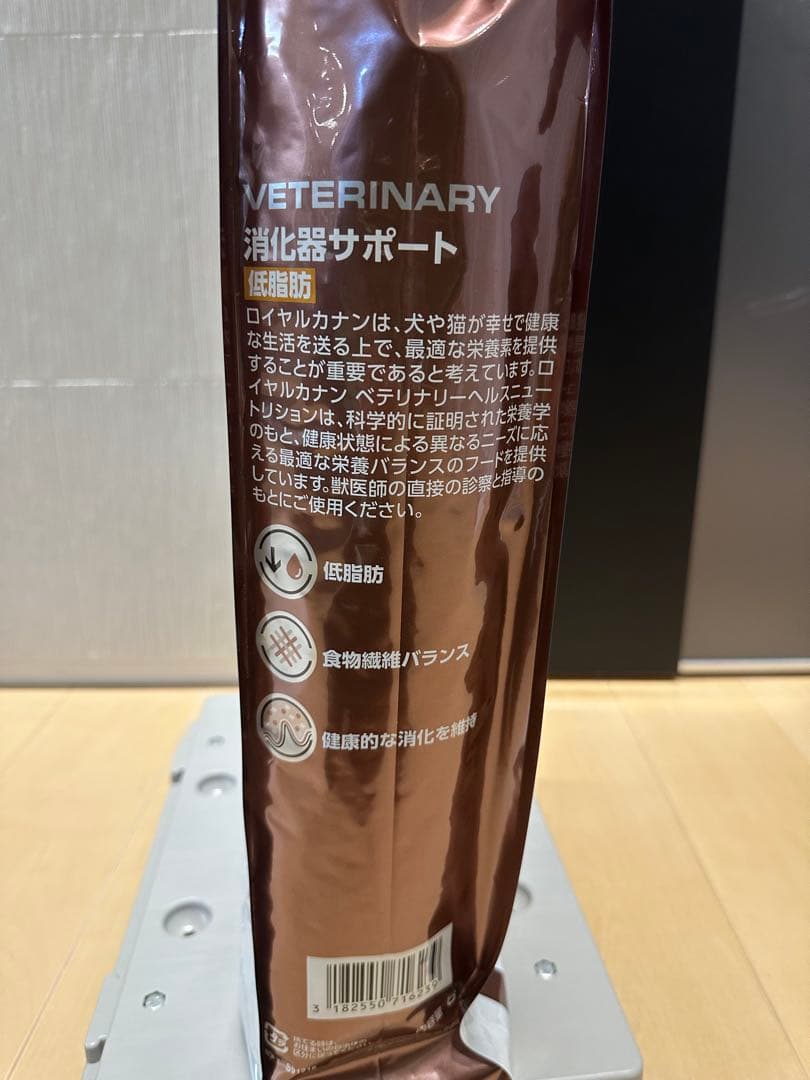 VETERINARY
消化器サポート
低脂肪
ロイヤルカナンは、犬や猫が幸せで健康
な生活を送る上で、最適な栄養素を提供
することが重要であると考えています。ロ
イヤルカナン ベテリナリーヘルスニュー
トリションは、科学的に証明された栄養学
のもと、健康状態による異なるニーズに応
える最適な栄養バランスのフードを提供
しています。獣医師の直接の診察と指導の
もとにご使用ください。
低脂肪
食物繊維バランス
健康的な消化を維持
3 182550 716239
捨てる時は、